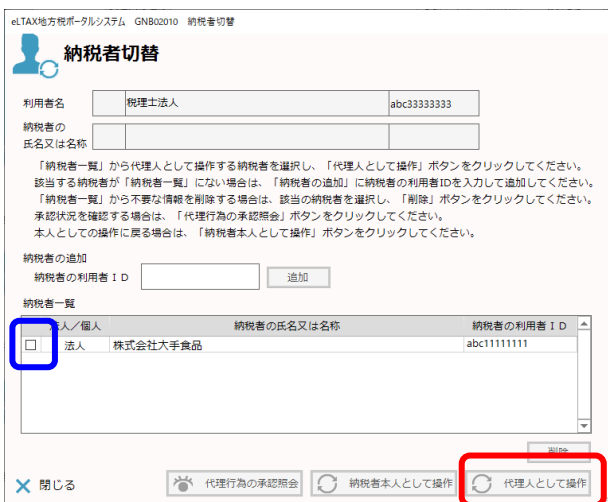 eLTAX地方税ポータルシステム GNB02010 納税者切替
納税者切替
利用者名 税理士法人 abc33333333
納税者の
氏名又は名称
「納税者一覧」から代理人として操作する納税者を選択し、「代理人として操作」ボタンをクリックしてください。
該当する納税者が「納税者一覧」にない場合は、「納税者の追加」に納税者の利用者IDを入力して追加してください。
「納税者一覧」から不要な情報を削除する場合は、該当の納税者を選択し、「削除」ボタンをクリックしてください。
承認状況を確認する場合は、「代理行為の承認照会」ボタンをクリックしてください。
本人としての操作に戻る場合は、「納税者本人として操作」ボタンをクリックしてください。
納税者の追加
納税者の利用者ID 追加
納税者一覧
法人/個人 納税者の氏名又は名称 納税者の利用者ID
法人 株式会社大手食品 abc11111111
削除
閉じる 代理行為の承認照会 納税者本人として操作 代理人として操作